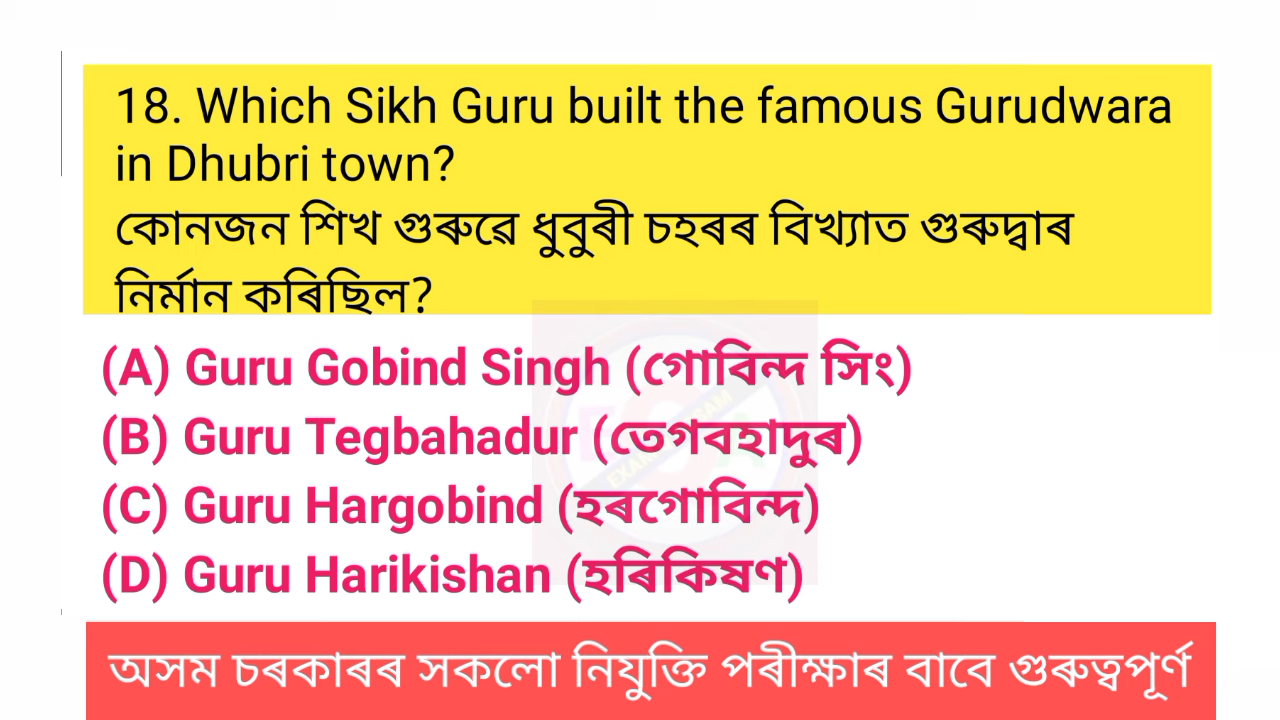 18. Which Sikh Guru built the famous Gurudwara
in Dhubri town?
কোনজন শিখ গুৰুৱে ধুবুৰী চহৰৰ বিখ্যাত গুৰুদ্বাৰ
নিৰ্মান কৰিছিল?
(A) Guru Gobind Singh (গোবিন্দ সিং)
(B) Guru Tegbahadur (তেগবহাদুৰ)
(C) Guru Hargobind (হৰগোবিন্দ)
(D) Guru Harikishan (হৰিকিষণ)
অসম চৰকাৰৰ সকলো নিযুক্তি পৰীক্ষাৰ বাবে গুৰুত্বপূৰ্ণ